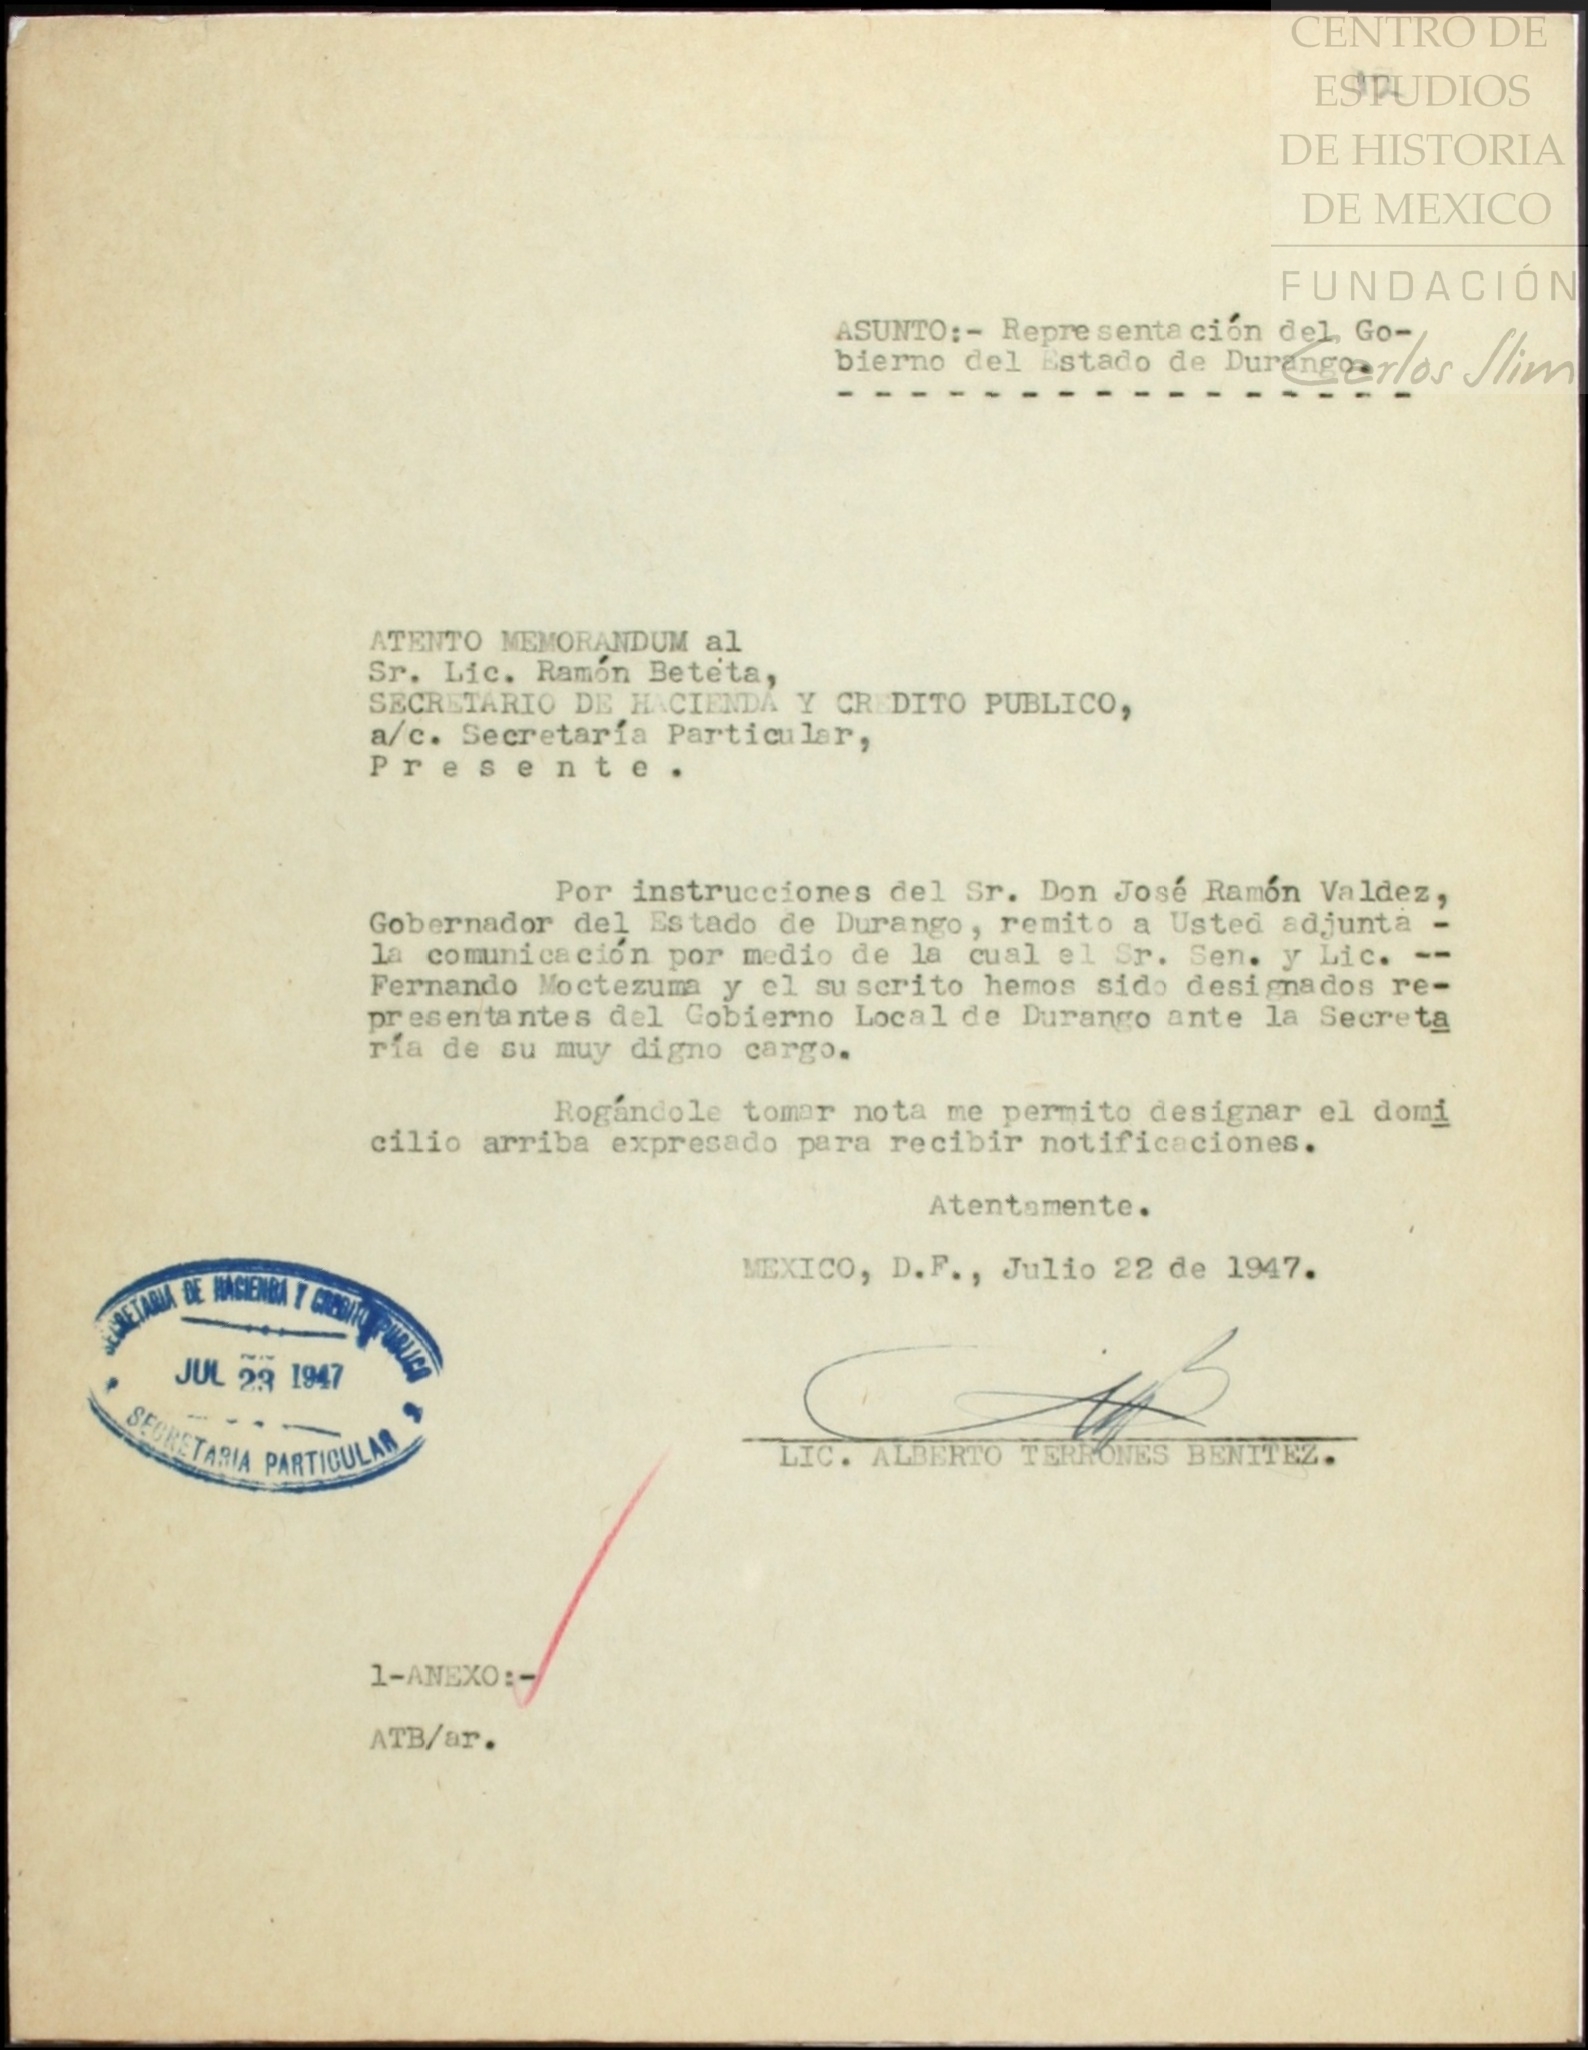 CENTRO DE
ESTUDIOS
DE HISTORIA
DE MEXICO
FUNDACIÓN
Carlos Slim
ASUNTO:- Representación del Go-
bierno del Estado de Durango.
- - - - - - - - - - - - - - - -
ATENTO MEMORANDUM al
Sr. Lic. Ramón Beteta,
SECRETARIO DE HACIENDA Y CREDITO PUBLICO,
a/c. Secretaría Particular,
P r e s e n t e .
Por instrucciones del Sr. Don José Ramón Valdez,
Gobernador del Estado de Durango, remito a Usted adjunta -
la comunicación por medio de la cual el Sr. Sen. y Lic. --
Fernando Moctezuma y el suscrito hemos sido designados re-
presentantes del Gobierno Local de Durango ante la Secreta
ría de su muy digno cargo.
Rogándole tomar nota me permito designar el domi
cilio arriba expresado para recibir notificaciones.
Atentamente.
MEXICO, D.F., Julio 22 de 1947.
LIC. ALBERTO TERRONES BENITEZ.
SECRETARIA DE HACIENDA Y CREDITO PUBLICO
JUL 23 1947
SECRETARIA PARTICULAR
1-ANEXO:-
ATB/ar.